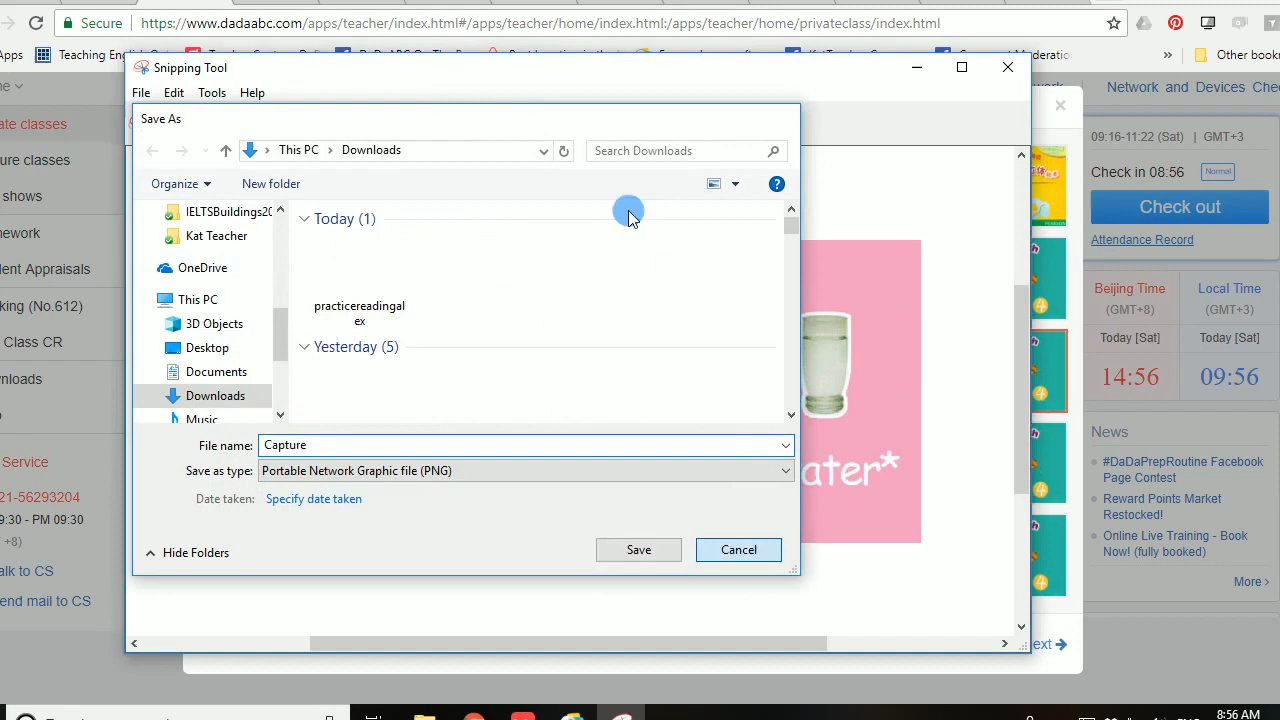 Secure https://www.dadaabc.com/apps/teacher/index.html#/apps/teacher/home/index.html:/apps/teacher/home/privateclass/index.html
Apps Teaching » Other book
Snipping Tool
File Edit Tools Help
Network and Devices Chec
Save As
This PC > Downloads
Search Downloads
Organize New folder
IELTSBuildings20
Kat Teacher
OneDrive
This PC
3D Objects
Desktop
Documents
Downloads
Music
Today (1)
practicereadingal
ex
Yesterday (5)
File name: Capture
Save as type: Portable Network Graphic file (PNG)
Date taken: Specify date taken
Hide Folders
Save Cancel
ate classes
ure classes
shows
ework
ent Appraisals
king (No.612)
Class CR
nloads
Service
21-56293204
9:30 - PM 09:30
+8)
alk to CS
end mail to CS
ater*
ext
09:16-11:22 (Sat) | GMT+3
Check in 08:56 Normal
Check out
Attendance Record
Beijing Time Local Time
(GMT+8) (GMT+3)
Today [Sat] Today [Sat]
14:56 09:56
News
#DaDaPrepRoutine Facebook
Page Contest
Reward Points Market
Restocked!
Online Live Training - Book
Now! (fully booked)
More >
8:56 AM